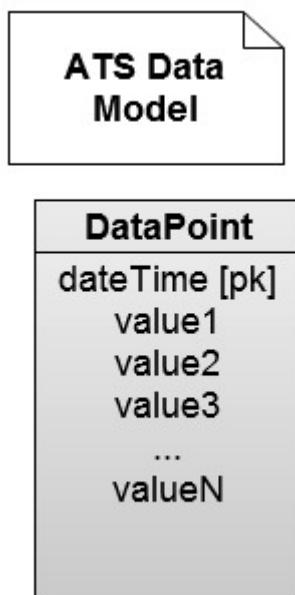 ATS Data
Model
DataPoint
dateTime [pk]
value1
value2
value3
...
valueN